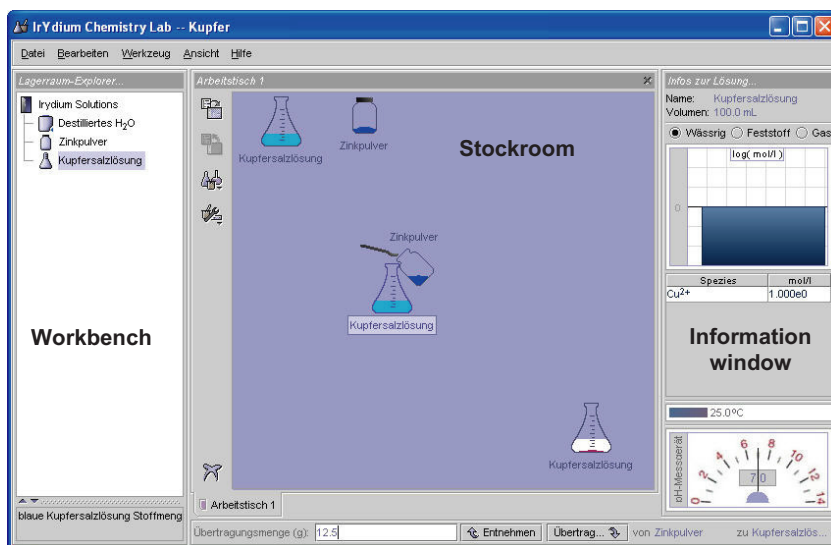 IrYdium Chemistry Lab -- Kupfer
Datei Bearbeiten Werkzeug Ansicht Hilfe
Lagerraum-Explorer...
Irydium Solutions
Destilliertes H₂O
Zinkpulver
Kupfersalzlösung
Workbench
blaue Kupfersalzlösung Stoffmeng
Arbeitstisch 1
Kupfersalzlösung
Zinkpulver
Stockroom
Zinkpulver
Kupfersalzlösung
Kupfersalzlösung
Arbeitstisch 1
Übertragungsmenge (g): 12.5 Entnehmen Übertrag... von Zinkpulver zu Kupfersalzlös...
Infos zur Lösung...
Name: Kupfersalzlösung
Volumen: 100.0 mL
Wässrig Feststoff Gas
log( mol/l )
0
Spezies mol/l
Cu²⁺ 1.000e0
Information
window
25.0ºC
pH-Messgerät
0 2 4 6 8 10 12 14
7.0